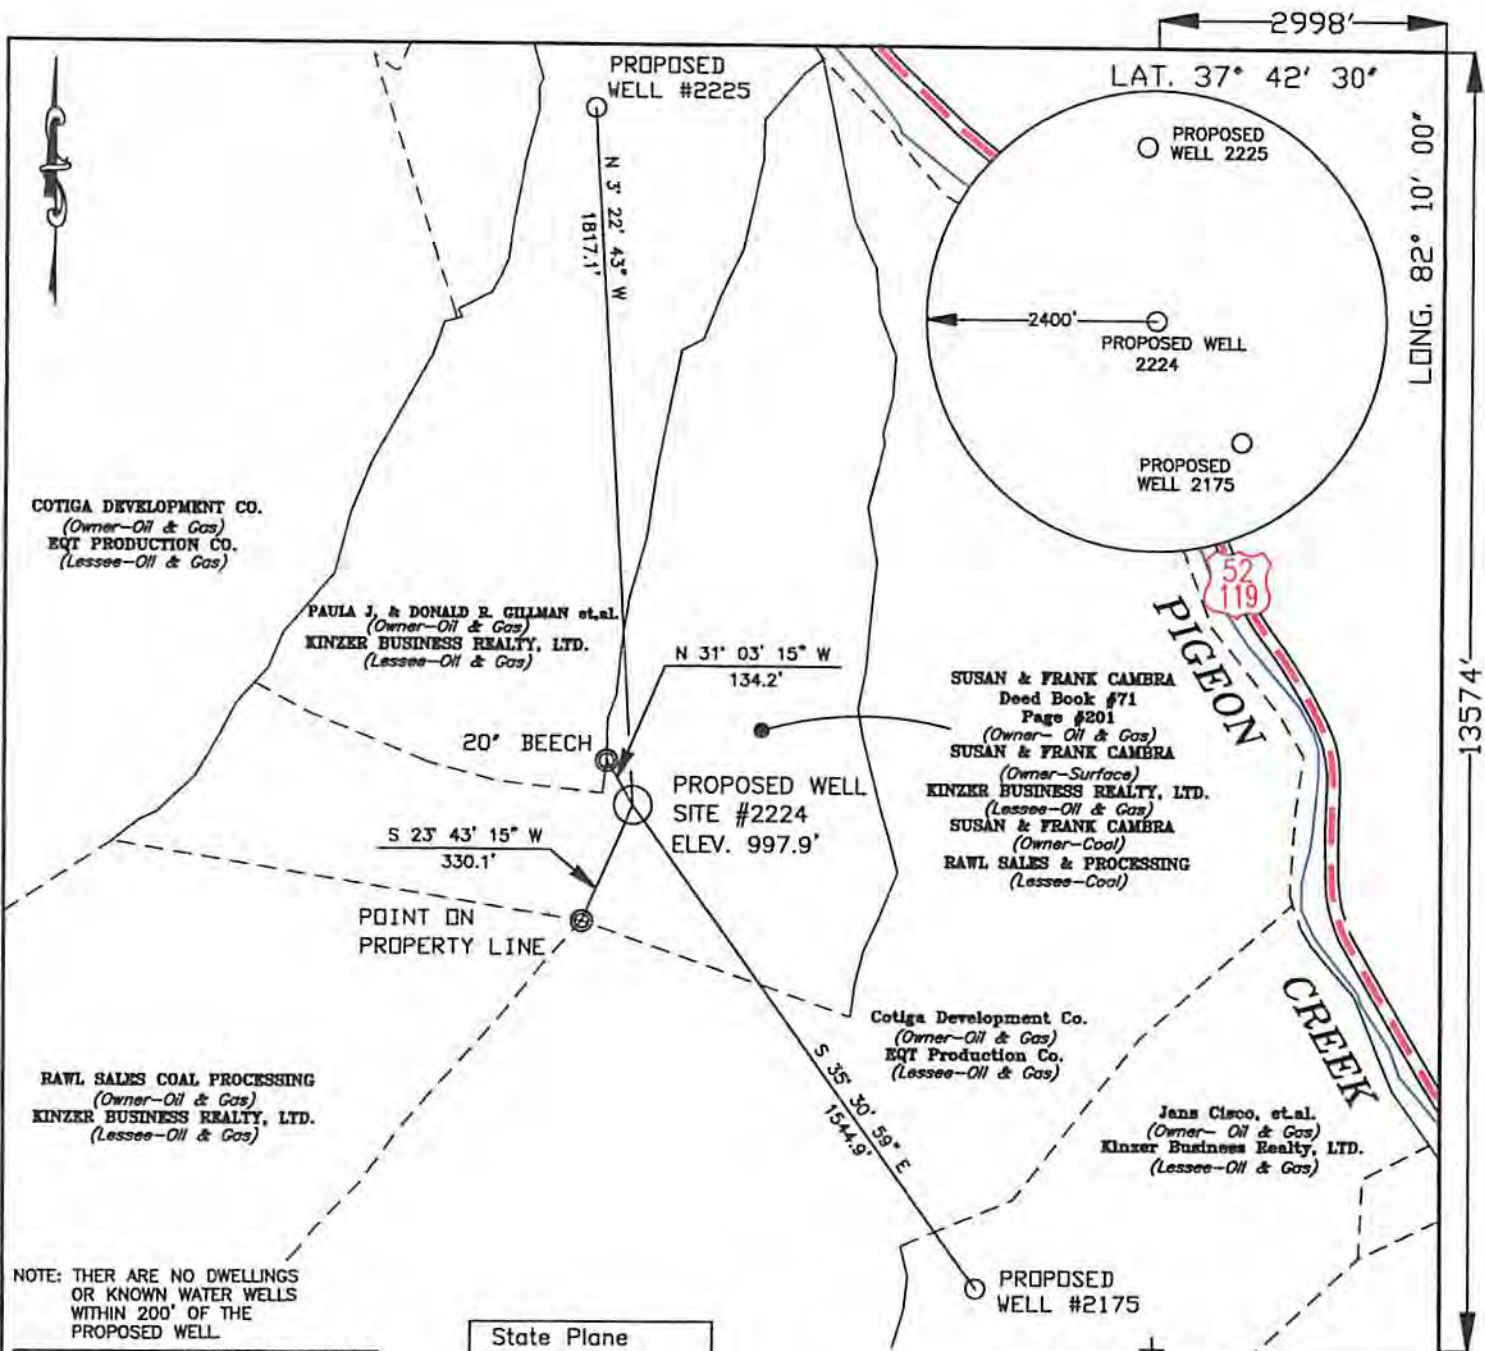 2998'
LAT. 37° 42' 30"
LONG. 82° 10' 00"
13574'
PROPOSED
WELL #2225
N 3° 22' 43" W
1817.1'
PROPOSED
WELL 2225
2400'
PROPOSED WELL
2224
PROPOSED
WELL 2175
52
119
PIGEON
CREEK
COTIGA DEVELOPMENT CO.
(Owner-Oil & Gas)
EQT PRODUCTION CO.
(Lessee-Oil & Gas)
PAULA J. & DONALD R. GILLMAN et.al.
(Owner-Oil & Gas)
KINZER BUSINESS REALTY, LTD.
(Lessee-Oil & Gas)
N 31° 03' 15" W
134.2'
20" BEECH
PROPOSED WELL
SITE #2224
ELEV. 997.9'
SUSAN & FRANK CAMBRA
Deed Book #71
Page #201
(Owner- Oil & Gas)
SUSAN & FRANK CAMBRA
(Owner-Surface)
KINZER BUSINESS REALTY, LTD.
(Lessee-Oil & Gas)
SUSAN & FRANK CAMBRA
(Owner-Coal)
RAWL SALES & PROCESSING
(Lessee-Coal)
S 23° 43' 15" W
330.1'
POINT ON
PROPERTY LINE
Cotiga Development Co.
(Owner-Oil & Gas)
EQT Production Co.
(Lessee-Oil & Gas)
S 35° 30' 59" E
1544.9'
RAWL SALES COAL PROCESSING
(Owner-Oil & Gas)
KINZER BUSINESS REALTY, LTD.
(Lessee-Oil & Gas)
Jans Cisco, et.al.
(Owner- Oil & Gas)
Kinzer Business Realty, LTD.
(Lessee-Oil & Gas)
NOTE: THER ARE NO DWELLINGS
OR KNOWN WATER WELLS
WITHIN 200' OF THE
PROPOSED WELL
PROPOSED
WELL #2175
State Plane